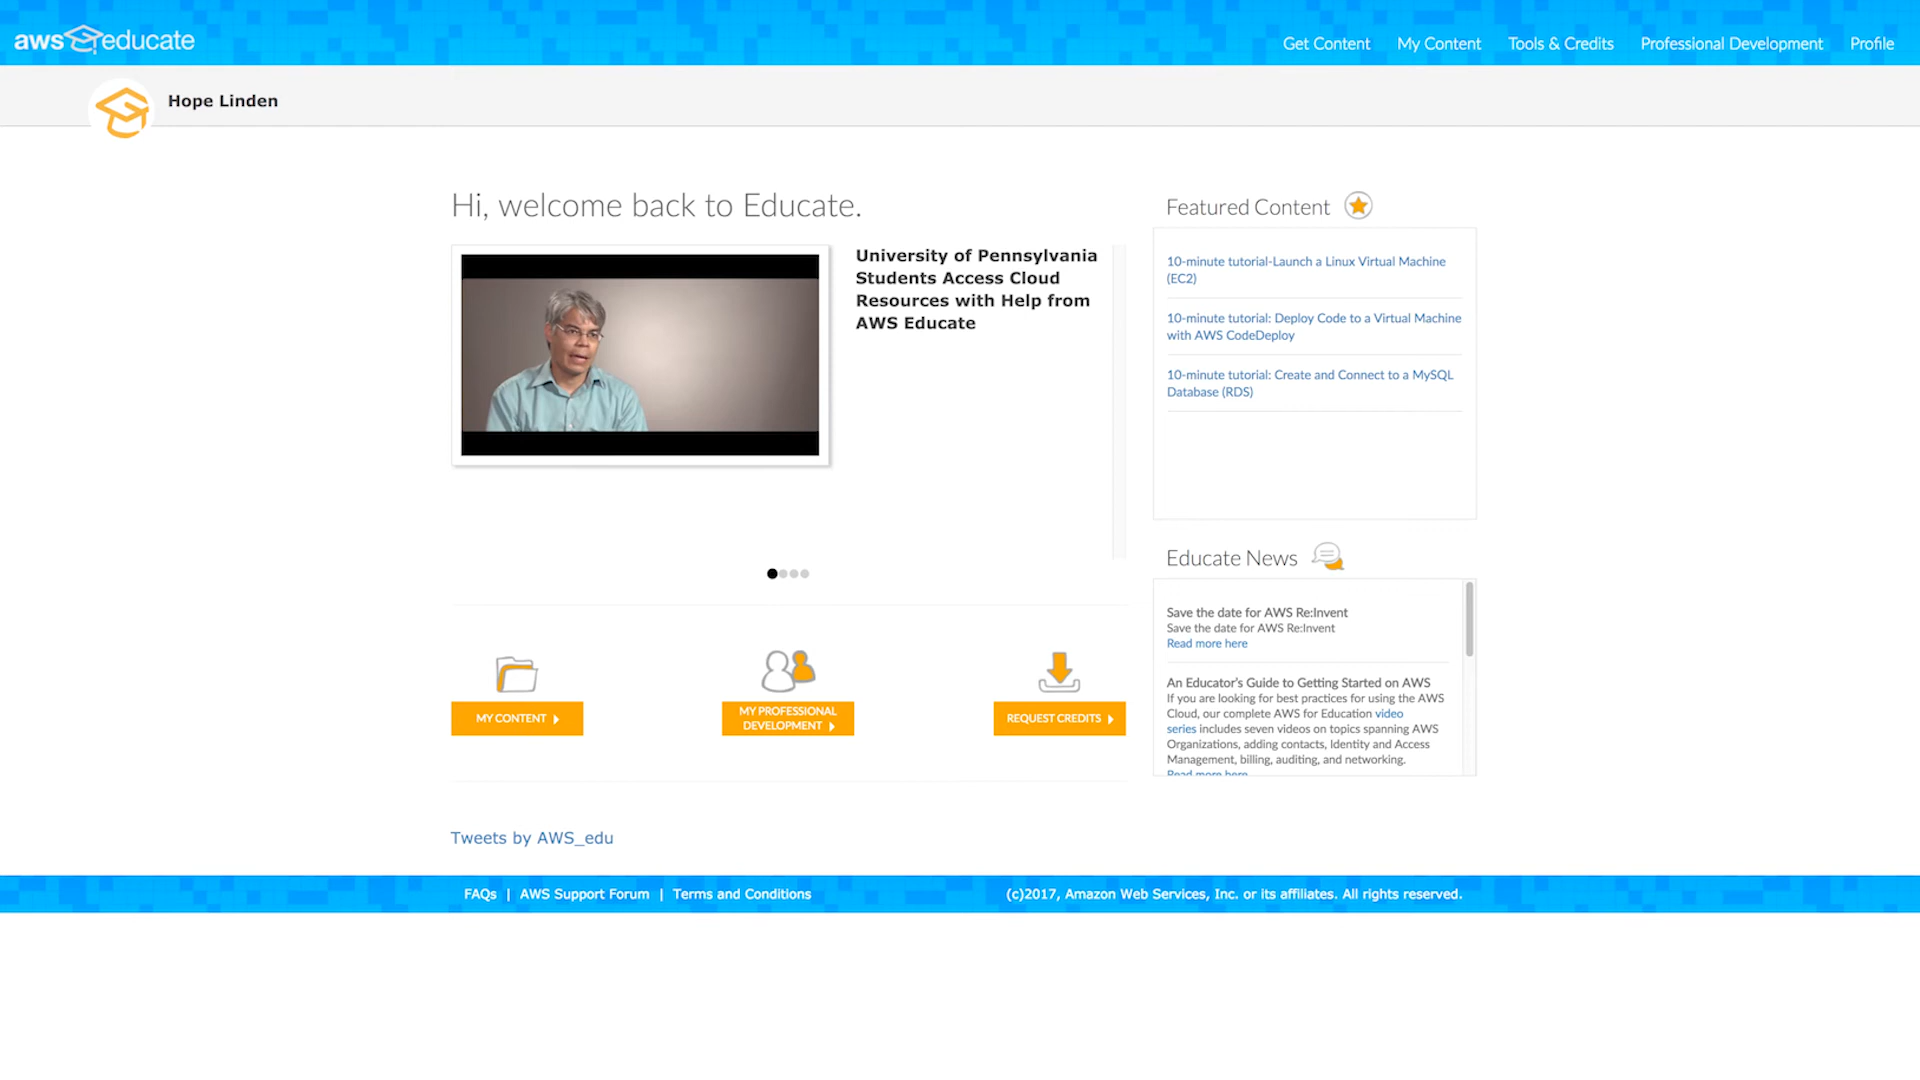 aws educate
Get Content
My Content
Tools & Credits
Professional Development
Profile
Hope Linden
Hi, welcome back to Educate.
University of Pennsylvania
Students Access Cloud
Resources with Help from
AWS Educate
MY CONTENT
MY PROFESSIONAL
DEVELOPMENT
REQUEST CREDITS
Featured Content
10-minute tutorial-Launch a Linux Virtual Machine
(EC2)
10-minute tutorial: Deploy Code to a Virtual Machine
with AWS CodeDeploy
10-minute tutorial: Create and Connect to a MySQL
Database (RDS)
Educate News
Save the date for AWS Re:Invent
Save the date for AWS Re:Invent
Read more here
An Educator's Guide to Getting Started on AWS
If you are looking for best practices for using the AWS
Cloud, our complete AWS for Education video
series includes seven videos on topics spanning AWS
Organizations, adding contacts, Identity and Access
Management, billing, auditing, and networking.
Read more here
Tweets by AWS_edu
FAQs | AWS Support Forum | Terms and Conditions
(c)2017, Amazon Web Services, Inc. or its affiliates. All rights reserved.